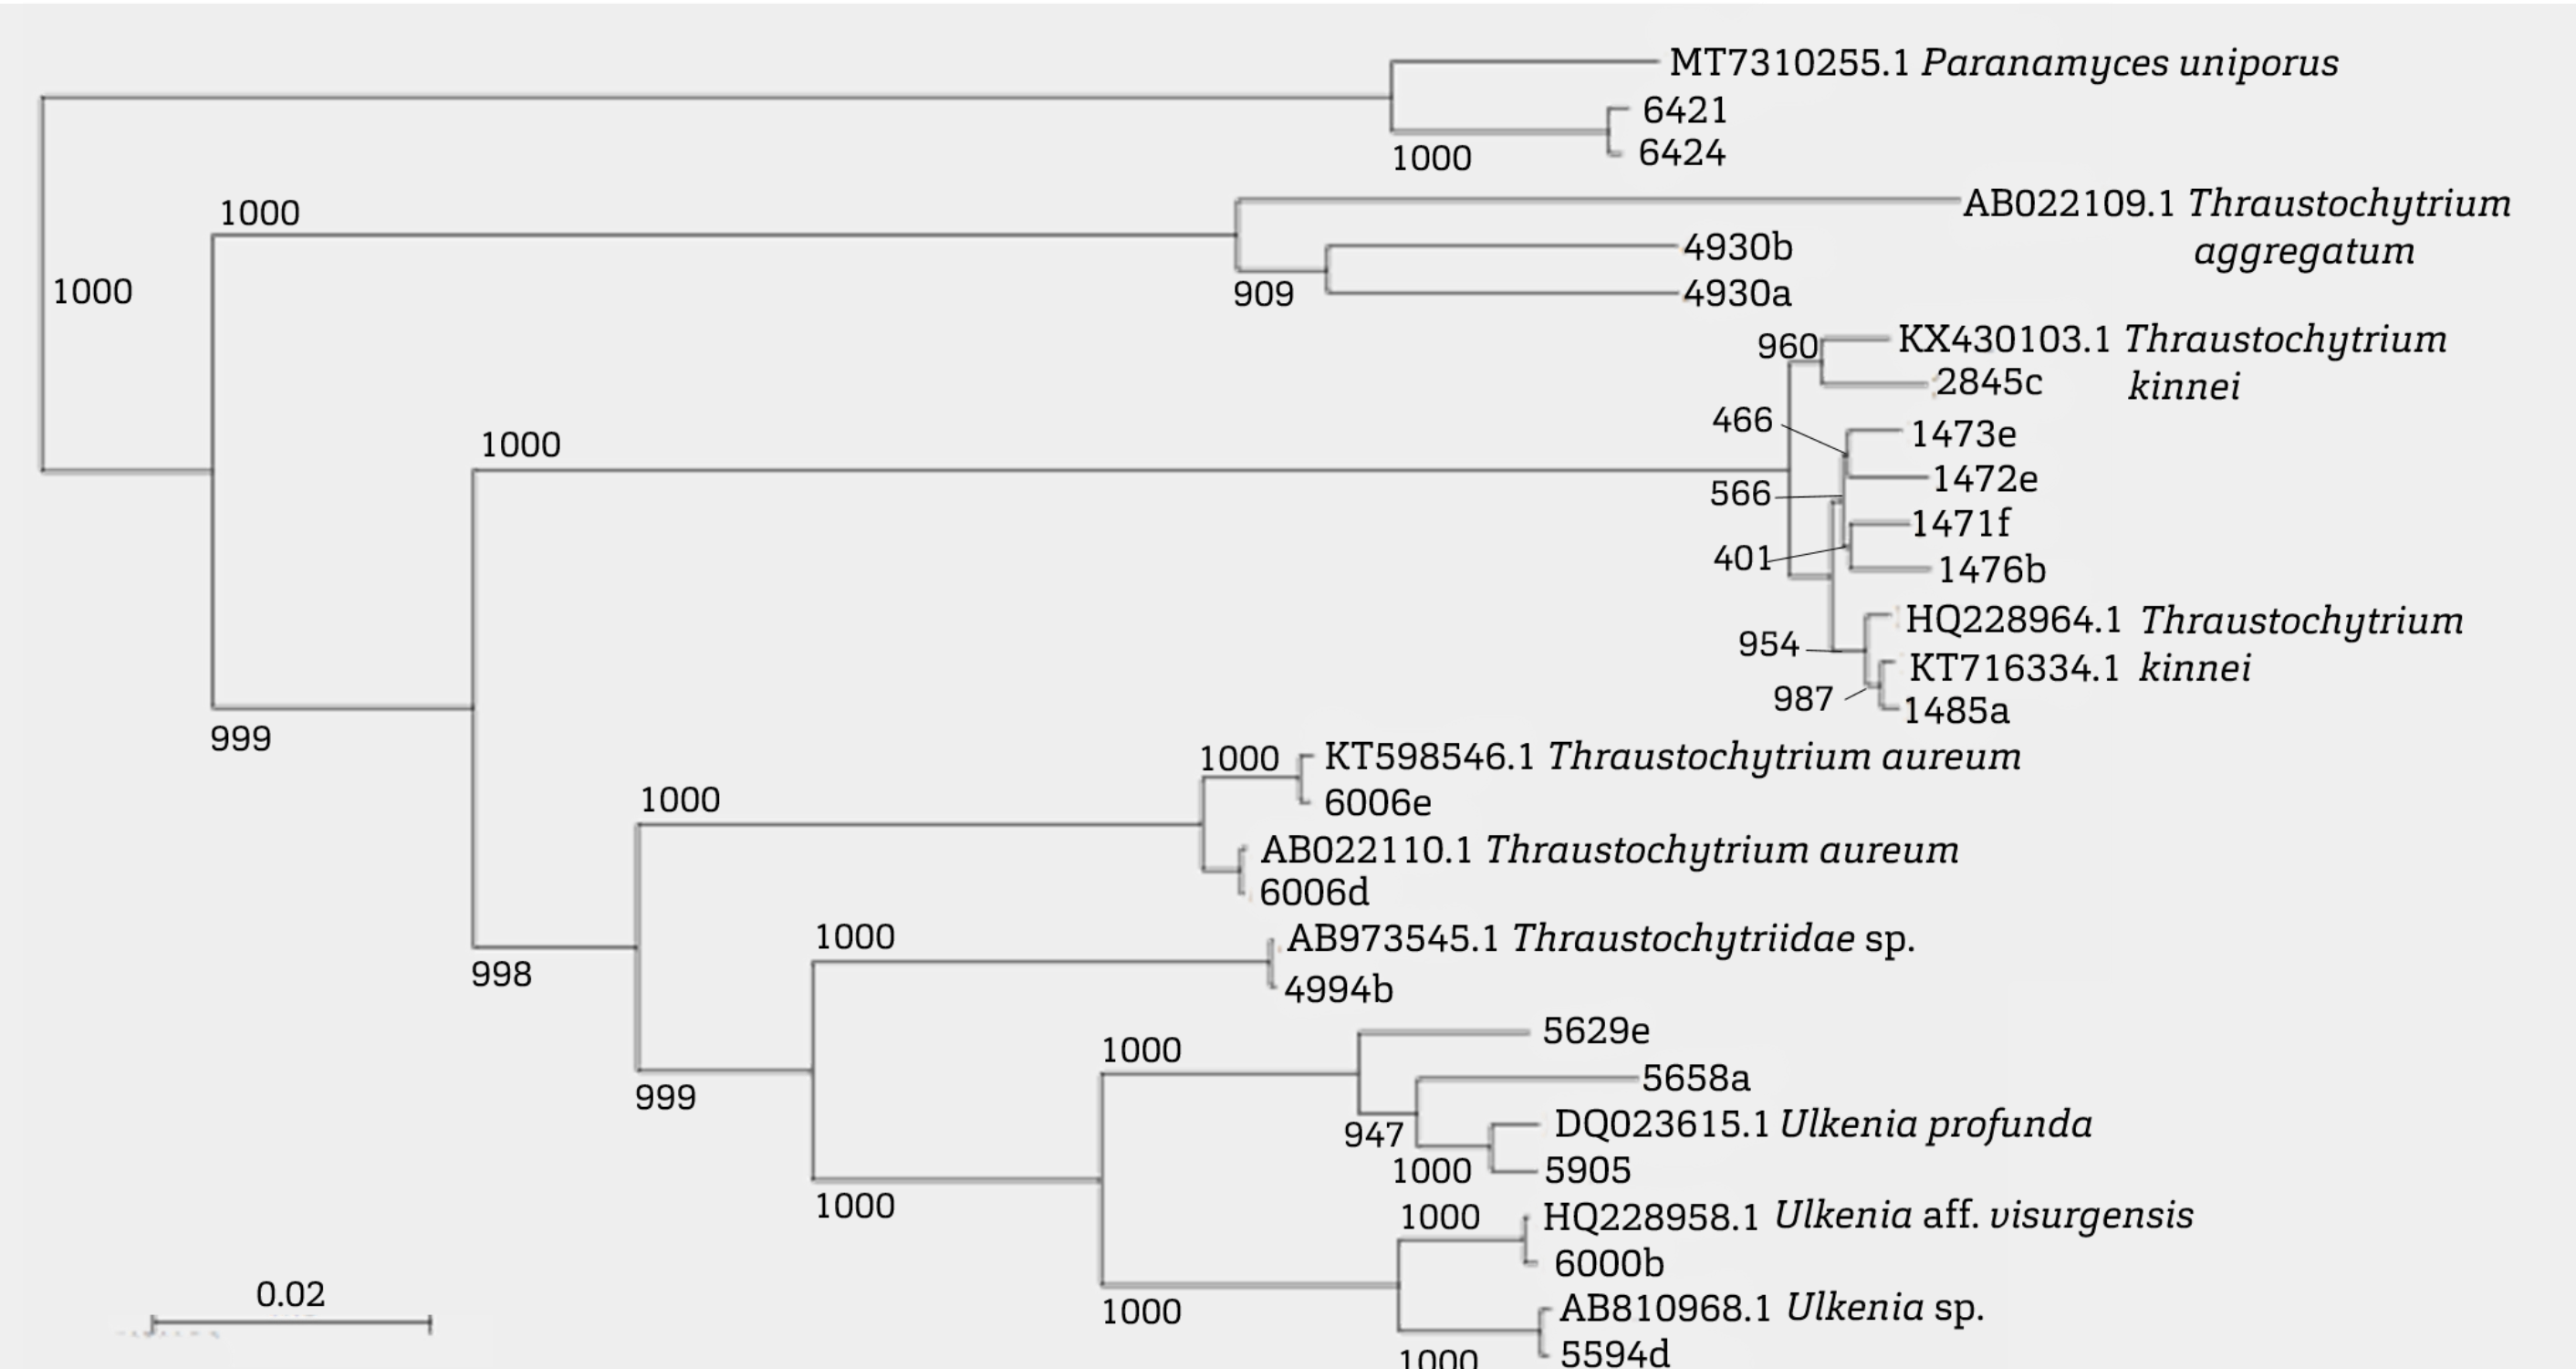 MT7310255.1 Paranamyces uniporus
6421
6424
1000
AB022109.1 Thraustochytrium
aggregatum
1000
4930b
4930a
909
1000
KX430103.1 Thraustochytrium
kinnei
960
2845c
466
1473e
1000
1472e
566
1471f
401
1476b
HQ228964.1 Thraustochytrium
954
KT716334.1 kinnei
987
1485a
999
1000
KT598546.1 Thraustochytrium aureum
1000
6006e
AB022110.1 Thraustochytrium aureum
6006d
1000
AB973545.1 Thraustochytriidae sp.
998
4994b
1000
5629e
5658a
999
DQ023615.1 Ulkenia profunda
947
1000
5905
1000
1000
HQ228958.1 Ulkenia aff. visurgensis
6000b
0.02
1000
AB810968.1 Ulkenia sp.
1000
5594d